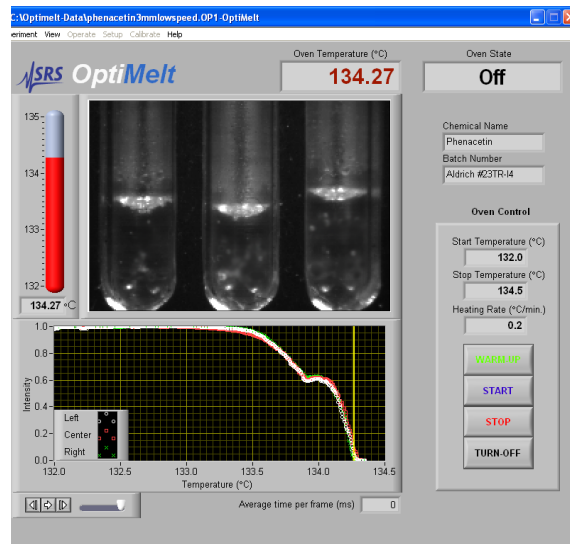 C:\Optimelt-Data\phenacetin3mmlowspeed.OP1-OptiMelt
eriment View Operate Setup Calibrate Help
SRS OptiMelt
Oven Temperature (°C)
134.27
Oven State
Off
135
134
133
132
134.27 °C
Chemical Name
Phenacetin
Batch Number
Aldrich #23TR-I4
Oven Control
Start Temperature (°C)
132.0
Stop Temperature (°C)
134.5
Heating Rate (°C/min.)
0.2
START
STOP
TURN-OFF
1.0
0.8
0.6
0.4
0.2
0.0
Intensity
Left
Center
Right
132.0 132.5 133.0 133.5 134.0 134.5
Temperature (°C)
Average time per frame (ms) 0